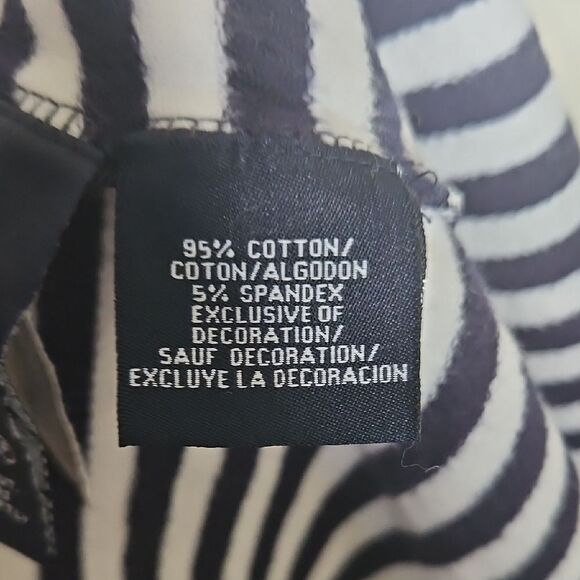 95% COTTON/
COTON/ALGODON
5% SPANDEX
EXCLUSIVE OF
DECORATION/
SAUF DECORATION/
EXCLUYE LA DECORACION